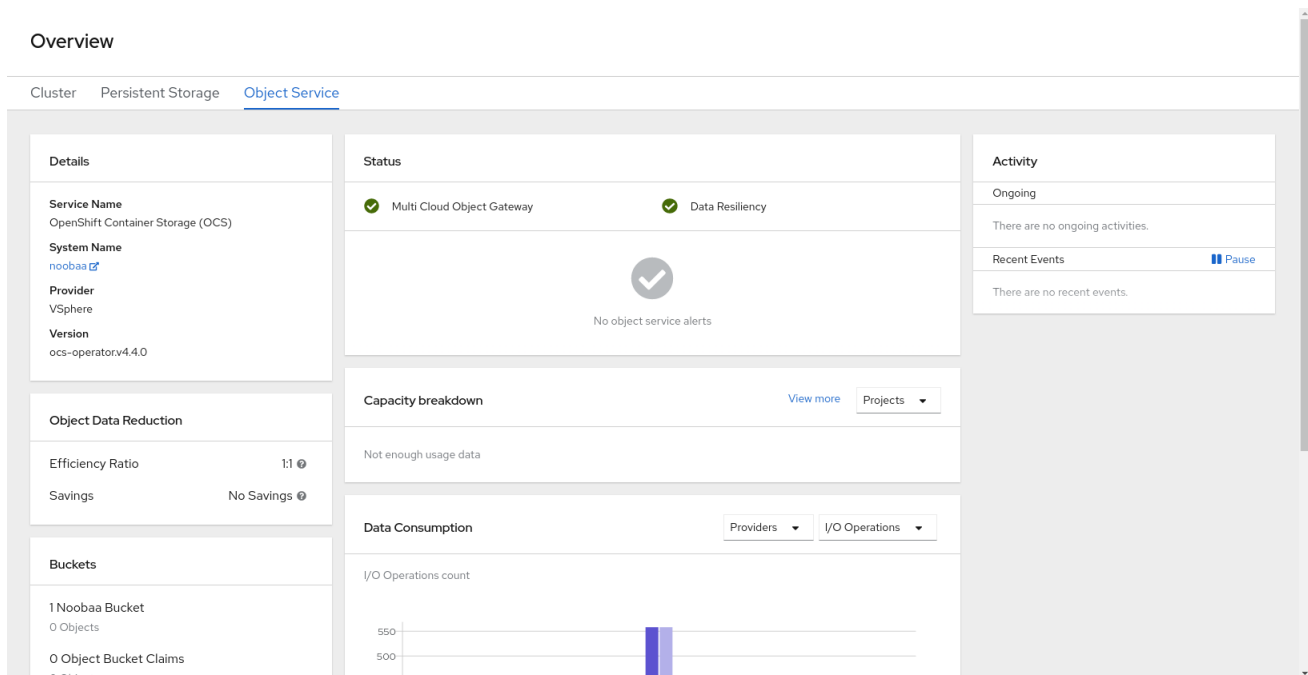 Overview
Cluster Persistent Storage Object Service
Details
Service Name
OpenShift Container Storage (OCS)
System Name
noobaa
Provider
VSphere
Version
ocs-operator.v4.4.0
Object Data Reduction
Efficiency Ratio 1:1
Savings No Savings
Buckets
1 Noobaa Bucket
0 Objects
0 Object Bucket Claims
Status
Multi Cloud Object Gateway Data Resiliency
No object service alerts
Capacity breakdown View more Projects
Not enough usage data
Data Consumption Providers I/O Operations
I/O Operations count
550
500
Activity
Ongoing
There are no ongoing activities.
Recent Events Pause
There are no recent events.